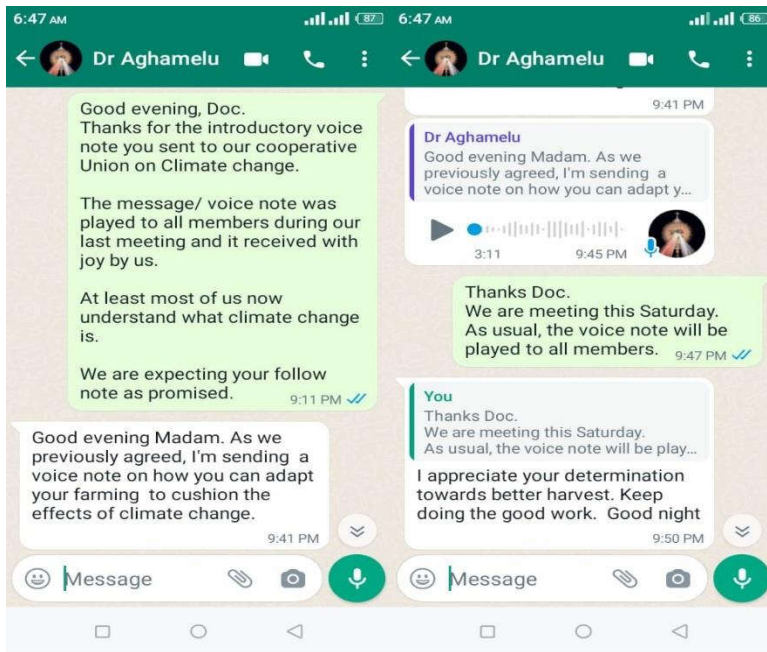 6:47 AM
87
Dr Aghamelu
Good evening, Doc.
Thanks for the introductory voice
note you sent to our cooperative
Union on Climate change.
The message/ voice note was
played to all members during our
last meeting and it received with
joy by us.
At least most of us now
understand what climate change
is.
We are expecting your follow
note as promised.
9:11 PM
Good evening Madam. As we
previously agreed, I'm sending a
voice note on how you can adapt
your farming to cushion the
effects of climate change.
9:41 PM
Message
6:47 AM
86
Dr Aghamelu
9:41 PM
Dr Aghamelu
Good evening Madam. As we
previously agreed, I'm sending a
voice note on how you can adapt y...
3:11
9:45 PM
Thanks Doc.
We are meeting this Saturday.
As usual, the voice note will be
played to all members.
9:47 PM
You
Thanks Doc.
We are meeting this Saturday.
As usual, the voice note will be play...
I appreciate your determination
towards better harvest. Keep
doing the good work. Good night
9:50 PM
Message